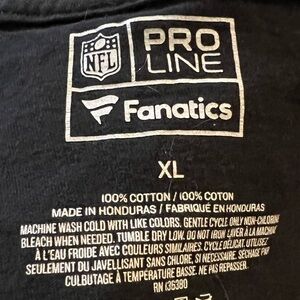 NFL
PRO
LINE
Fanatics
XL
100% COTTON / 100% COTON
MADE IN HONDURAS / FABRIQUÉ EN HONDURAS
MACHINE WASH COLD WITH LIKE COLORS. GENTLE CYCLE ONLY NON-CHLORINE
BLEACH WHEN NEEDED. TUMBLE DRY LOW. DO NOT IRON. LAVER À LA MACHINE
À L'EAU FROIDE AVEC COULEURS SIMILAIRES. CYCLE DÉLICAT. UTILISEZ
SEULEMENT DU JAVELLISANT SANS CHLORE, SI NÉCESSAIRE. SÉCHAGE PAR
CULBUTAGE À TEMPÉRATURE BASSE. NE PAS REPASSER.
RN 135380